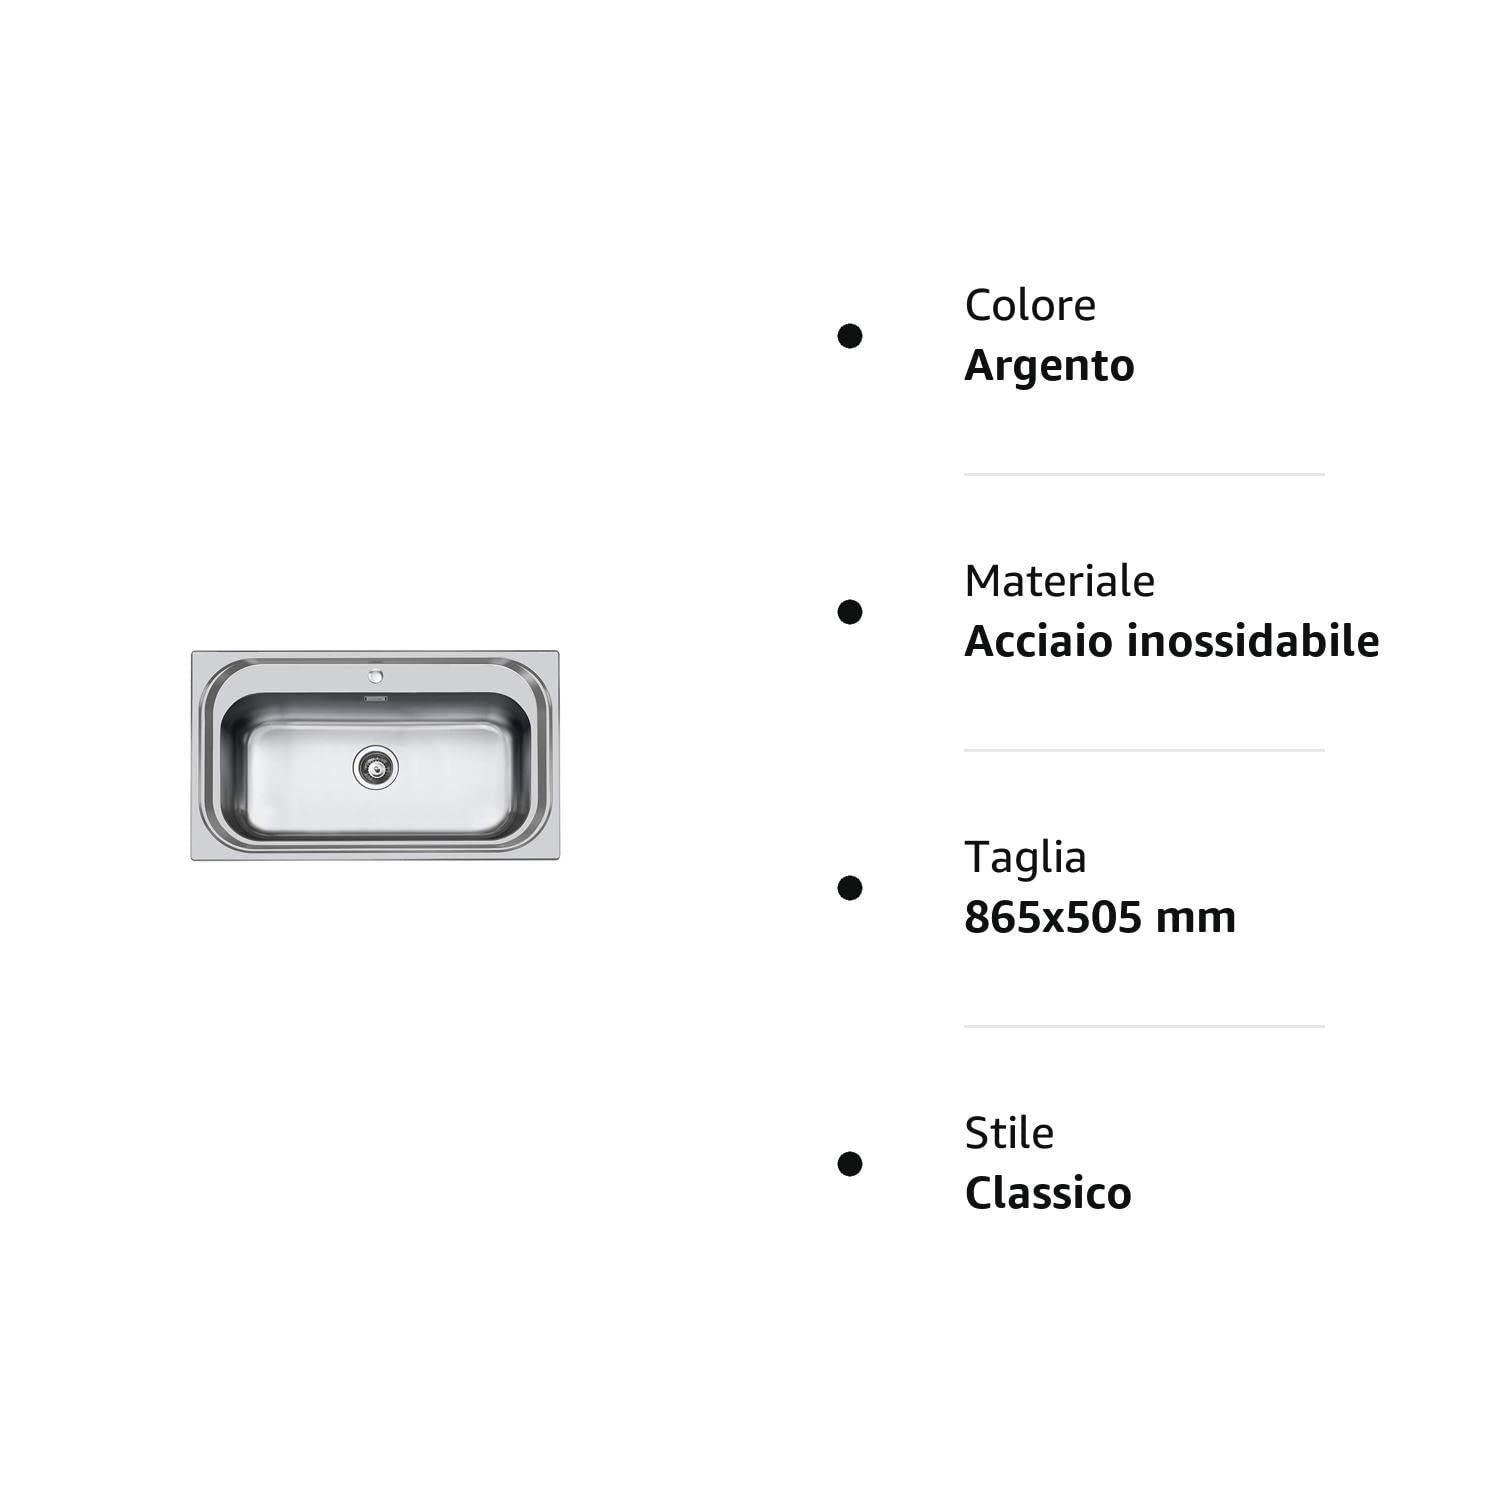 Colore
Argento
Materiale
Acciaio inossidabile
Taglia
865x505 mm
Stile
Classico